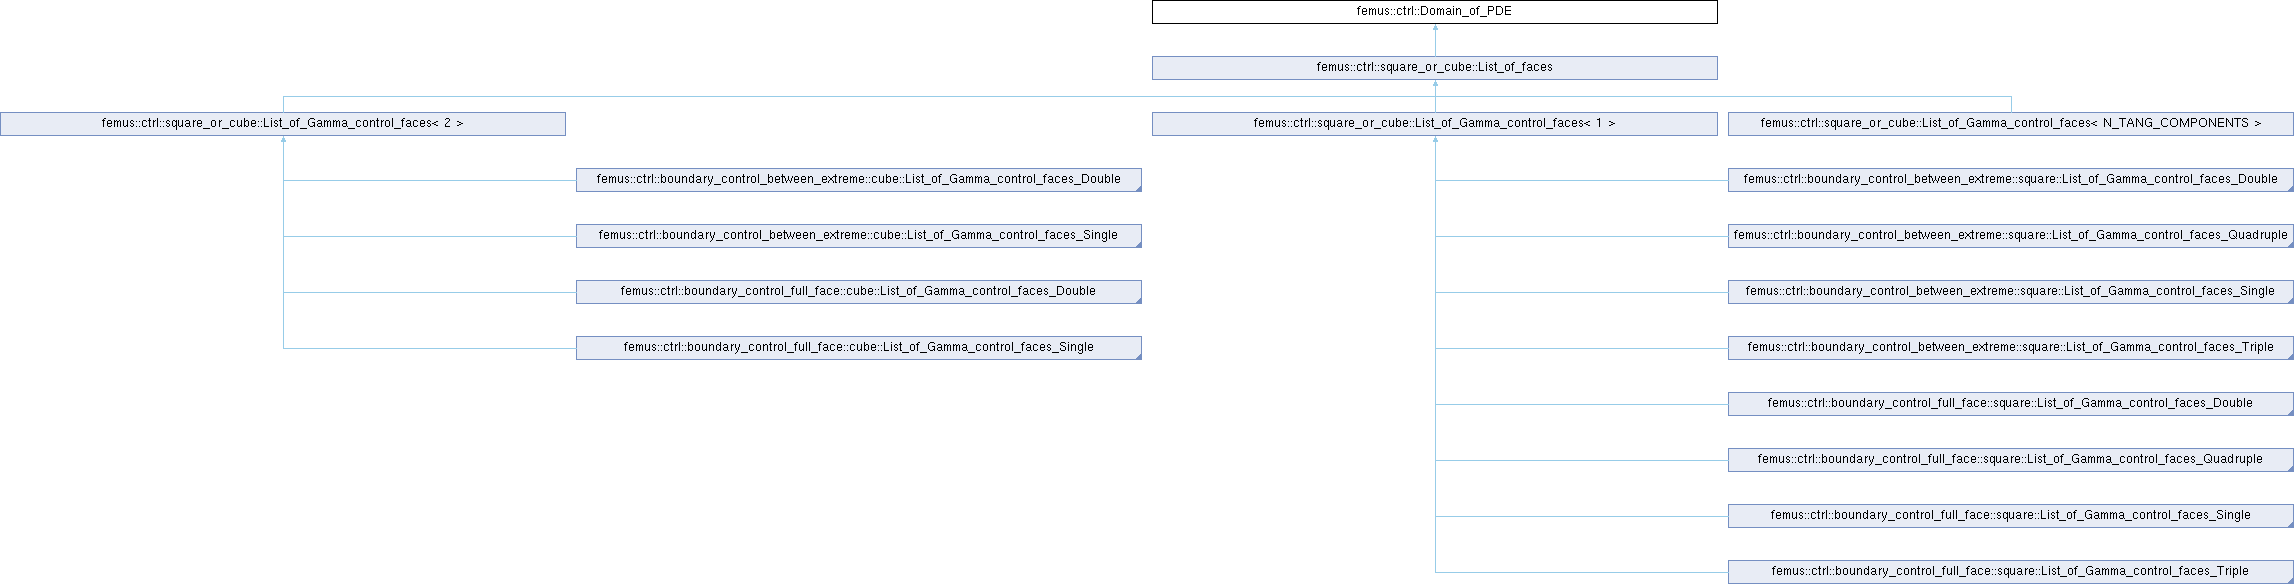 femus::ctrl::Domain_of_PDE
femus::ctrl::square_or_cube::List_of_faces
femus::ctrl::square_or_cube::List_of_Gamma_control_faces< 2 >
femus::ctrl::square_or_cube::List_of_Gamma_control_faces< 1 >
femus::ctrl::square_or_cube::List_of_Gamma_control_faces< N_TANG_COMPONENTS >
femus::ctrl::boundary_control_between_extreme::cube::List_of_Gamma_control_faces_Double
femus::ctrl::boundary_control_between_extreme::square::List_of_Gamma_control_faces_Double
femus::ctrl::boundary_control_between_extreme::cube::List_of_Gamma_control_faces_Single
femus::ctrl::boundary_control_between_extreme::square::List_of_Gamma_control_faces_Quadruple
femus::ctrl::boundary_control_full_face::cube::List_of_Gamma_control_faces_Double
femus::ctrl::boundary_control_between_extreme::square::List_of_Gamma_control_faces_Single
femus::ctrl::boundary_control_full_face::cube::List_of_Gamma_control_faces_Single
femus::ctrl::boundary_control_between_extreme::square::List_of_Gamma_control_faces_Triple
femus::ctrl::boundary_control_full_face::square::List_of_Gamma_control_faces_Double
femus::ctrl::boundary_control_full_face::square::List_of_Gamma_control_faces_Quadruple
femus::ctrl::boundary_control_full_face::square::List_of_Gamma_control_faces_Single
femus::ctrl::boundary_control_full_face::square::List_of_Gamma_control_faces_Triple